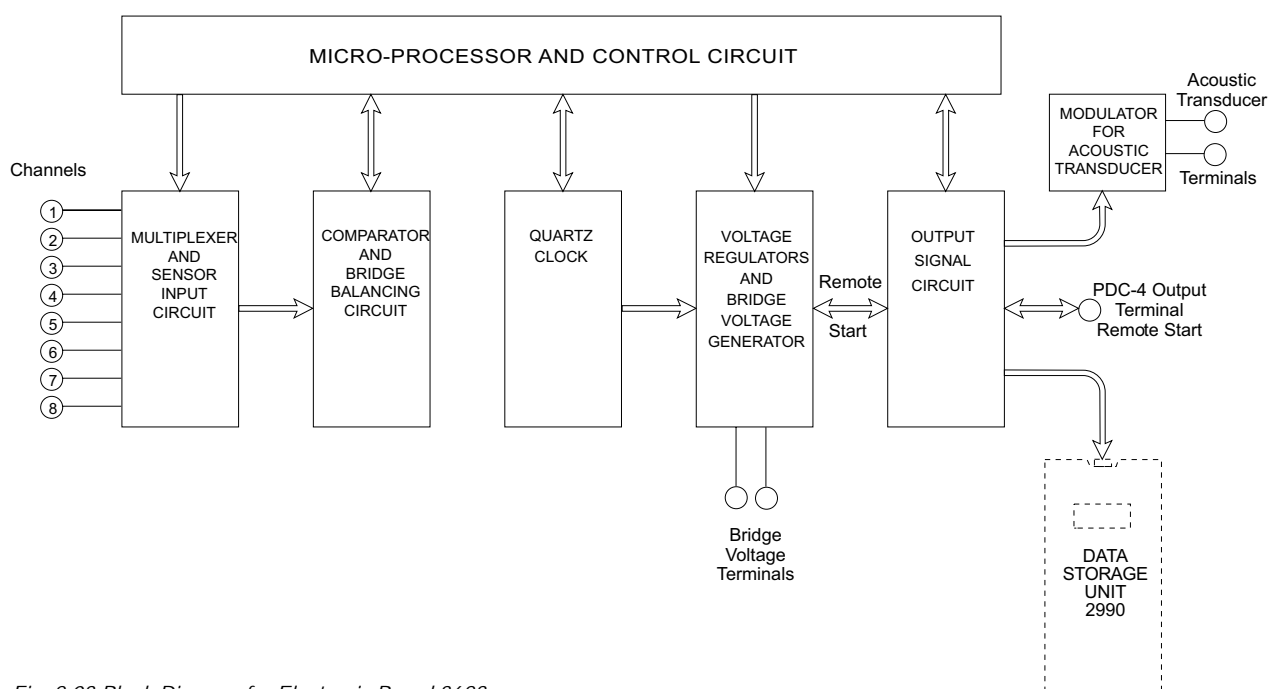 MICRO-PROCESSOR AND CONTROL CIRCUIT
Acoustic
Transducer
MODULATOR
FOR
ACOUSTIC
TRANSDUCER
Terminals
Channels
1
2
3
4
5
6
7
8
MULTIPLEXER
AND
SENSOR
INPUT
CIRCUIT
COMPARATOR
AND
BRIDGE
BALANCING
CIRCUIT
QUARTZ
CLOCK
VOLTAGE
REGULATORS
AND
BRIDGE
VOLTAGE
GENERATOR
Remote
Start
OUTPUT
SIGNAL
CIRCUIT
PDC-4 Output
Terminal
Remote Start
Bridge
Voltage
Terminals
DATA
STORAGE
UNIT
2990